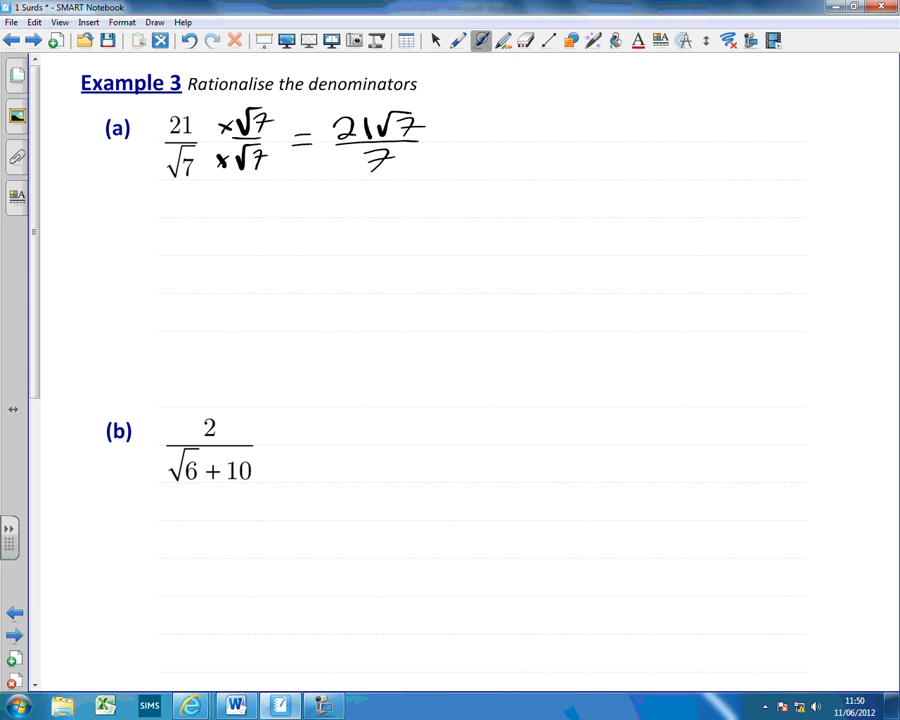 1 Surds * - SMART Notebook
File Edit View Insert Format Draw Help
Example 3 Rationalise the denominators
(a) 21/√7 ×√7/×√7 = 21√7/7
(b) 2/(√6 + 10)
SIMS
11:50
11/06/2012